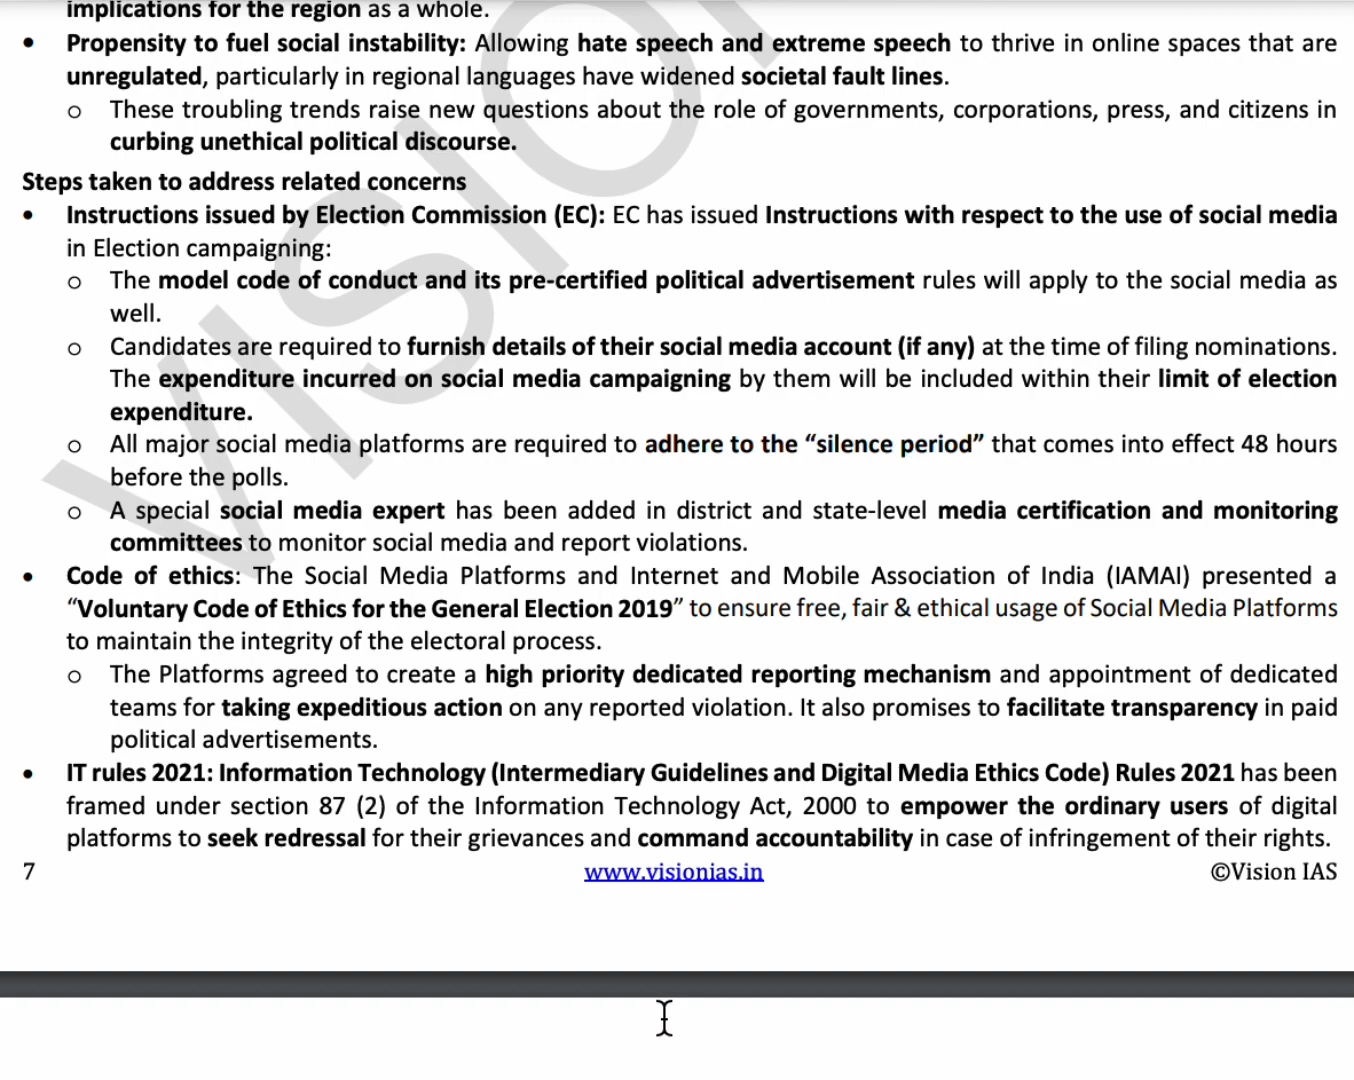 implications for the region as a whole.
• Propensity to fuel social instability: Allowing hate speech and extreme speech to thrive in online spaces that are
unregulated, particularly in regional languages have widened societal fault lines.
o These troubling trends raise new questions about the role of governments, corporations, press, and citizens in
curbing unethical political discourse.
Steps taken to address related concerns
• Instructions issued by Election Commission (EC): EC has issued Instructions with respect to the use of social media
in Election campaigning:
o The model code of conduct and its pre-certified political advertisement rules will apply to the social media as
well.
o Candidates are required to furnish details of their social media account (if any) at the time of filing nominations.
The expenditure incurred on social media campaigning by them will be included within their limit of election
expenditure.
o All major social media platforms are required to adhere to the “silence period” that comes into effect 48 hours
before the polls.
o A special social media expert has been added in district and state-level media certification and monitoring
committees to monitor social media and report violations.
• Code of ethics: The Social Media Platforms and Internet and Mobile Association of India (IAMAI) presented a
“Voluntary Code of Ethics for the General Election 2019” to ensure free, fair & ethical usage of Social Media Platforms
to maintain the integrity of the electoral process.
o The Platforms agreed to create a high priority dedicated reporting mechanism and appointment of dedicated
teams for taking expeditious action on any reported violation. It also promises to facilitate transparency in paid
political advertisements.
• IT rules 2021: Information Technology (Intermediary Guidelines and Digital Media Ethics Code) Rules 2021 has been
framed under section 87 (2) of the Information Technology Act, 2000 to empower the ordinary users of digital
platforms to seek redressal for their grievances and command accountability in case of infringement of their rights.
7 www.visionias.in ©Vision IAS
VISIO